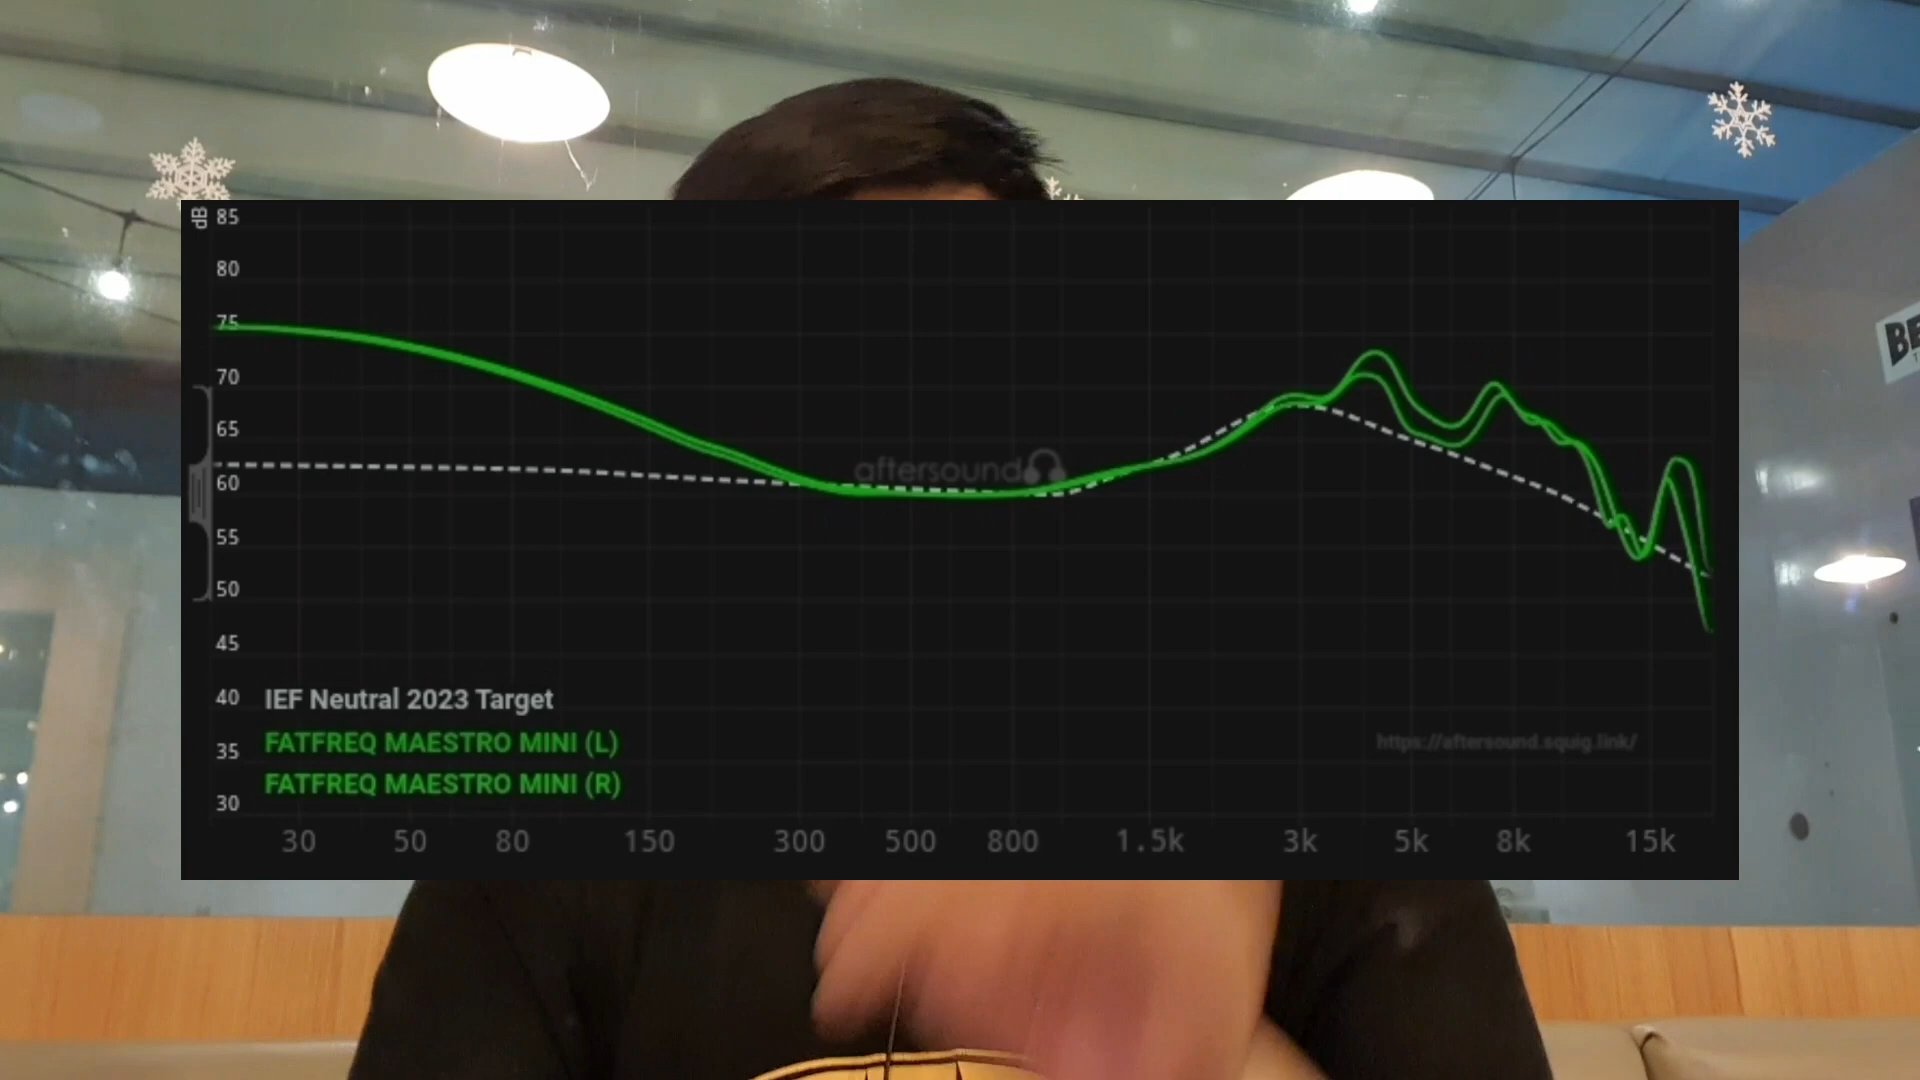 dB
85
80
75
70
65
60
55
50
45
40
35
30
aftersound
IEF Neutral 2023 Target
FATFREQ MAESTRO MINI (L)
FATFREQ MAESTRO MINI (R)
https://aftersound.squig.link/
30 50 80 150 300 500 800 1.5k 3k 5k 8k 15k
BE